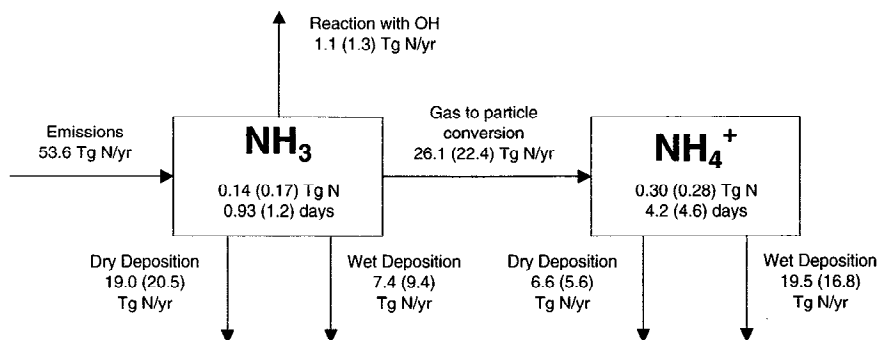 Reaction with OH
1.1 (1.3) Tg N/yr
Emissions
53.6 Tg N/yr
NH₃
0.14 (0.17) Tg N
0.93 (1.2) days
Gas to particle
conversion
26.1 (22.4) Tg N/yr
NH₄⁺
0.30 (0.28) Tg N
4.2 (4.6) days
Dry Deposition
19.0 (20.5)
Tg N/yr
Wet Deposition
7.4 (9.4)
Tg N/yr
Dry Deposition
6.6 (5.6)
Tg N/yr
Wet Deposition
19.5 (16.8)
Tg N/yr